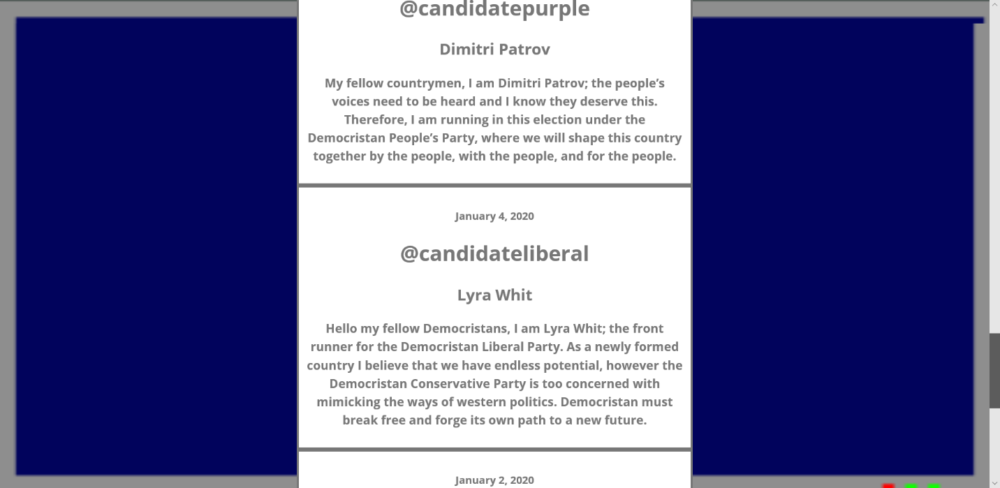 @candidatepurple
Dimitri Patrov
My fellow countrymen, I am Dimitri Patrov; the people’s
voices need to be heard and I know they deserve this.
Therefore, I am running in this election under the
Democristan People’s Party, where we will shape this country
together by the people, with the people, and for the people.
January 4, 2020
@candidateliberal
Lyra Whit
Hello my fellow Democristans, I am Lyra Whit; the front
runner for the Democristan Liberal Party. As a newly formed
country I believe that we have endless potential, however the
Democristan Conservative Party is too concerned with
mimicking the ways of western politics. Democristan must
break free and forge its own path to a new future.
January 2, 2020